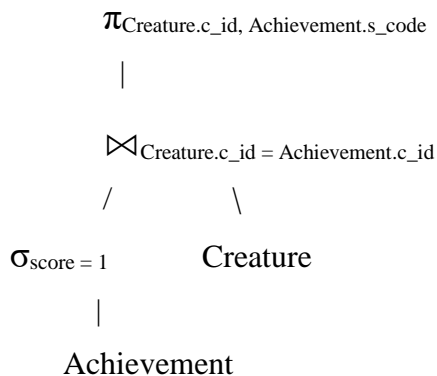 πCreature.c_id, Achievement.s_code
|
⋈Creature.c_id = Achievement.c_id
/ \
σscore = 1 Creature
|
Achievement